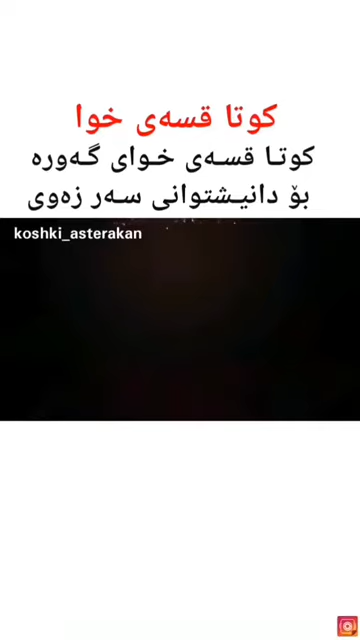 کوتا قسەی خوا
کوتا قسەی خوای گەورە
بۆ دانیشتوانی سەر زەوی
koshki_asterakan